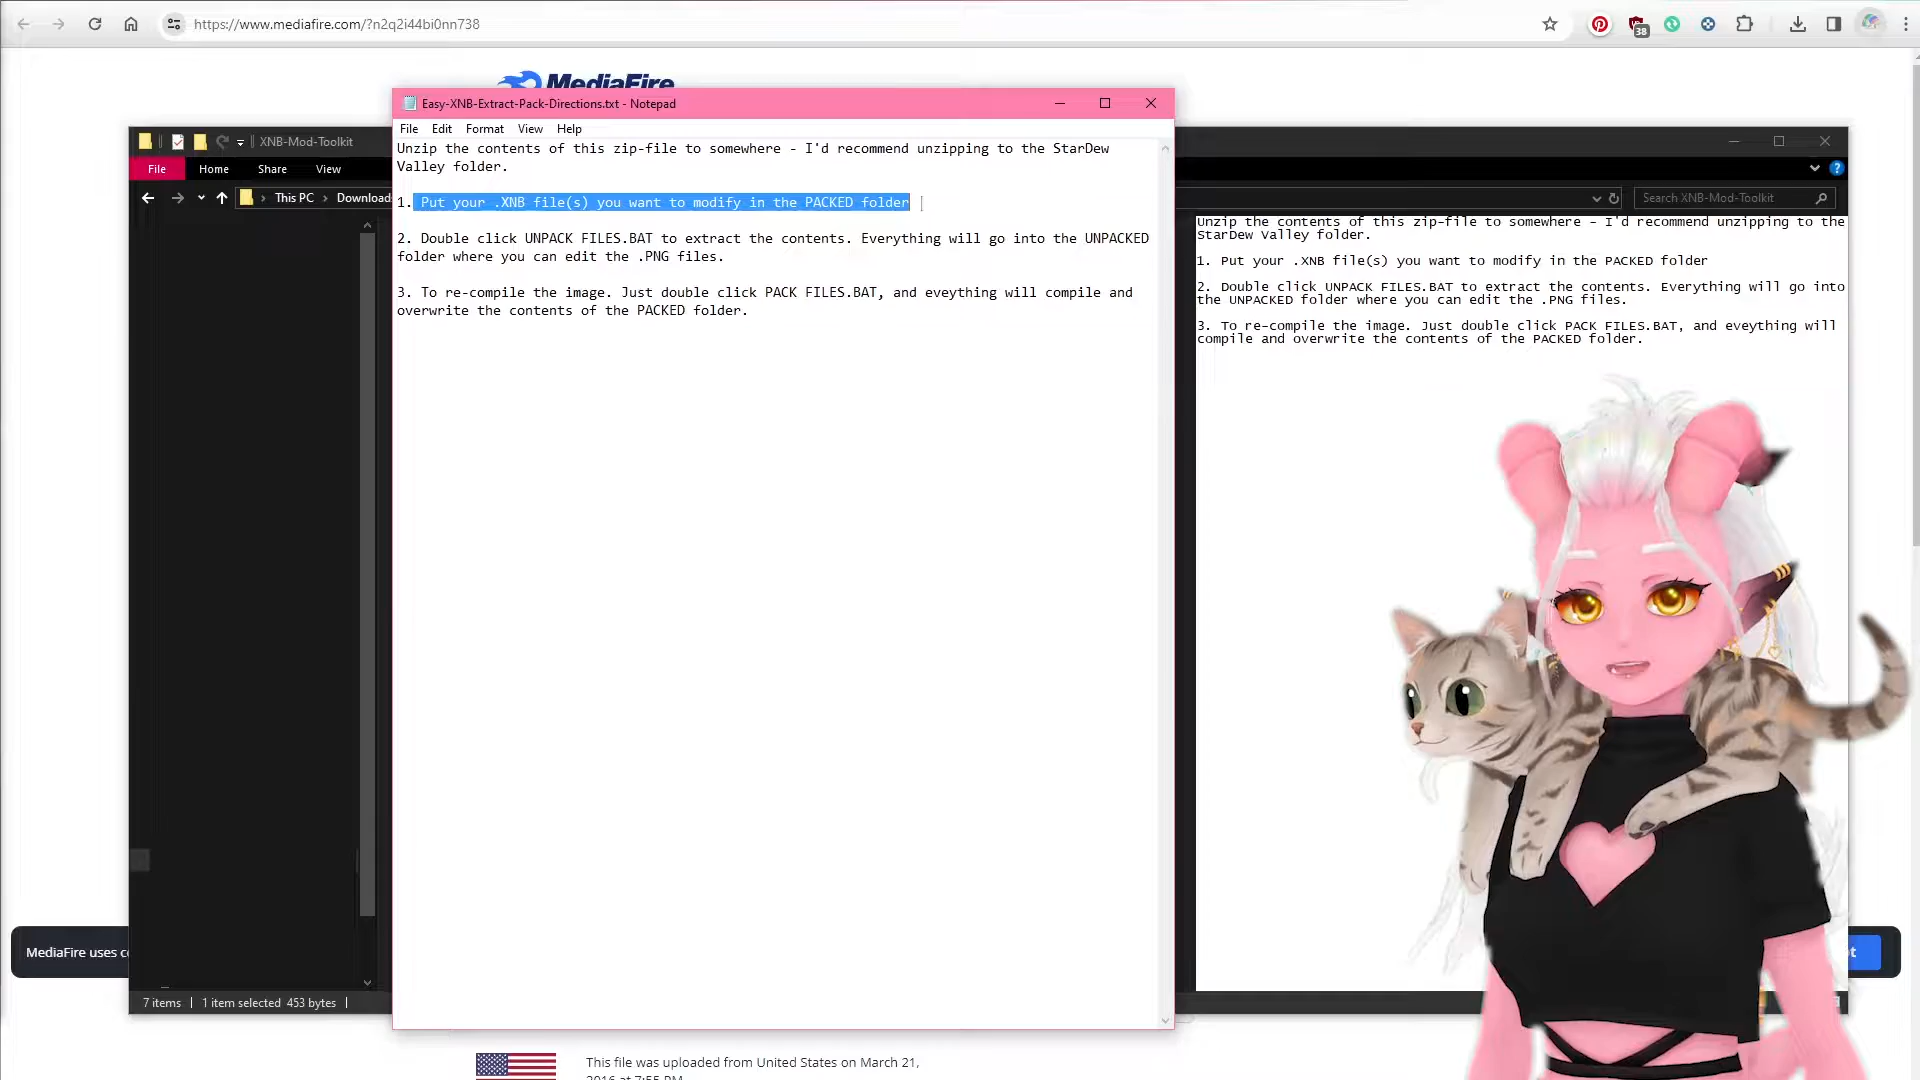 https://www.mediafire.com/?n2q2i44bi0nn738
38
MediaFire
Easy-XNB-Extract-Pack-Directions.txt - Notepad
File Edit Format View Help
Unzip the contents of this zip-file to somewhere - I'd recommend unzipping to the StarDew
Valley folder.
1. Put your .XNB file(s) you want to modify in the PACKED folder
2. Double click UNPACK FILES.BAT to extract the contents. Everything will go into the UNPACKED
folder where you can edit the .PNG files.
3. To re-compile the image. Just double click PACK FILES.BAT, and eveything will compile and
overwrite the contents of the PACKED folder.
XNB-Mod-Toolkit
File Home Share View
This PC Download
Search XNB-Mod-Toolkit
Unzip the contents of this zip-file to somewhere - I'd recommend unzipping to the
StarDew Valley folder.
1. Put your .XNB file(s) you want to modify in the PACKED folder
2. Double click UNPACK FILES.BAT to extract the contents. Everything will go into
the UNPACKED folder where you can edit the .PNG files.
3. To re-compile the image. Just double click PACK FILES.BAT, and eveything will
compile and overwrite the contents of the PACKED folder.
MediaFire uses
7 items 1 item selected 453 bytes
This file was uploaded from United States on March 21,
2016 at 7:55 PM